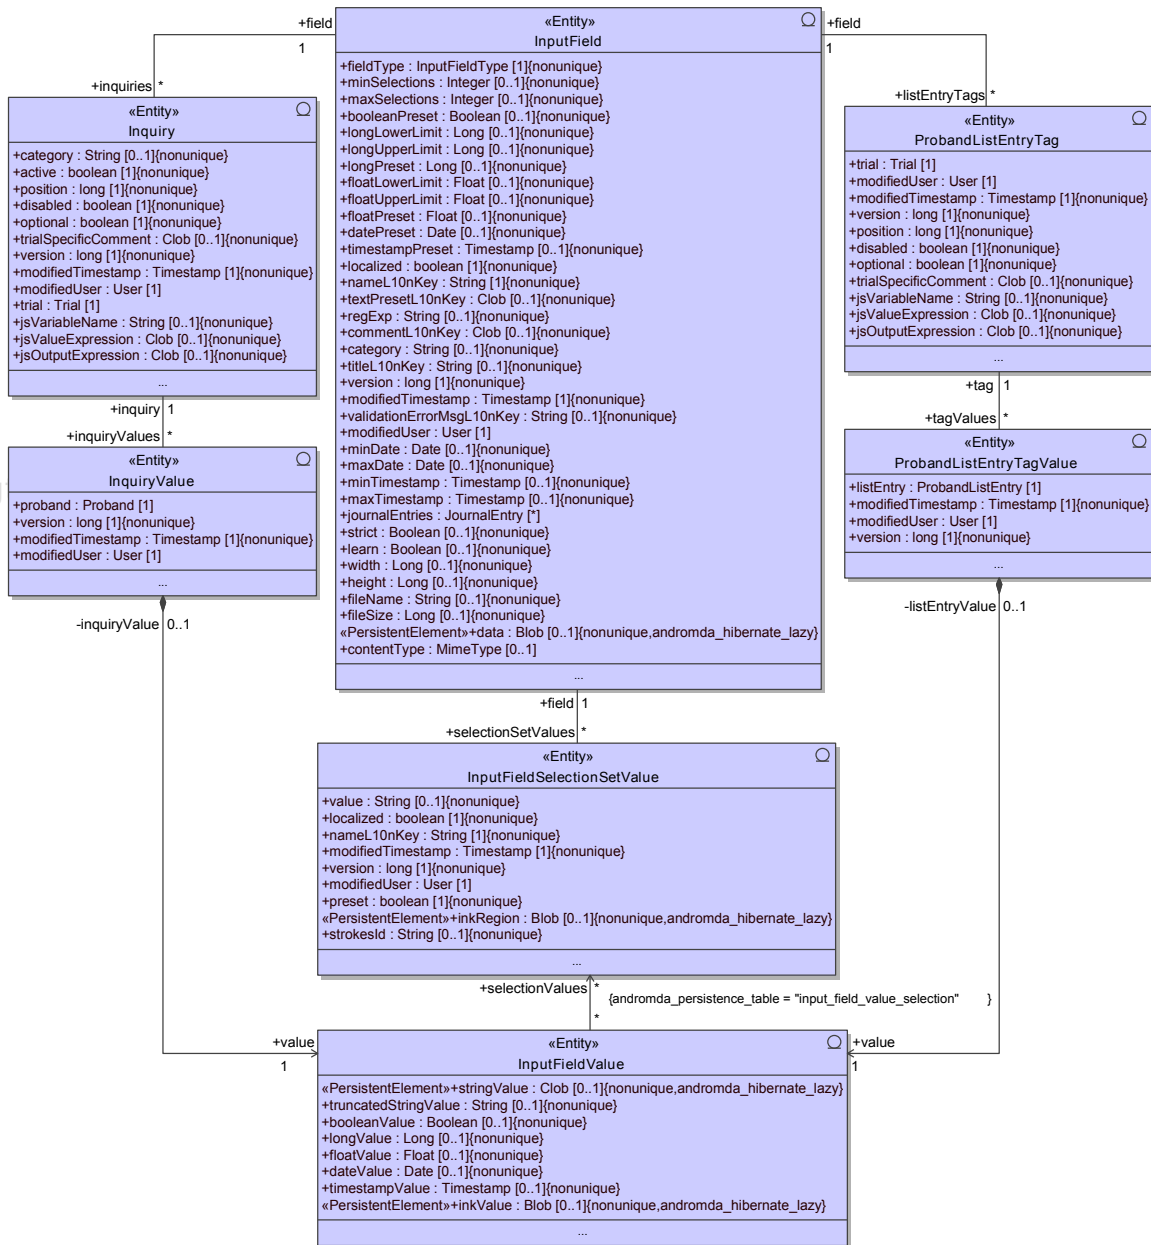 +field
1
«Entity»
InputField
+fieldType : InputFieldType [1]{nonunique}
+minSelections : Integer [0..1]{nonunique}
+maxSelections : Integer [0..1]{nonunique}
+booleanPreset : Boolean [0..1]{nonunique}
+longLowerLimit : Long [0..1]{nonunique}
+longUpperLimit : Long [0..1]{nonunique}
+longPreset : Long [0..1]{nonunique}
+floatLowerLimit : Float [0..1]{nonunique}
+floatUpperLimit : Float [0..1]{nonunique}
+floatPreset : Float [0..1]{nonunique}
+datePreset : Date [0..1]{nonunique}
+timestampPreset : Timestamp [0..1]{nonunique}
+localized : boolean [1]{nonunique}
+nameL10nKey : String [1]{nonunique}
+textPresetL10nKey : Clob [0..1]{nonunique}
+regExp : String [0..1]{nonunique}
+commentL10nKey : Clob [0..1]{nonunique}
+category : String [0..1]{nonunique}
+titleL10nKey : String [0..1]{nonunique}
+version : long [1]{nonunique}
+modifiedTimestamp : Timestamp [1]{nonunique}
+validationErrorMsgL10nKey : String [0..1]{nonunique}
+modifiedUser : User [1]
+minDate : Date [0..1]{nonunique}
+maxDate : Date [0..1]{nonunique}
+minTimestamp : Timestamp [0..1]{nonunique}
+maxTimestamp : Timestamp [0..1]{nonunique}
+journalEntries : JournalEntry [*]
+strict : Boolean [0..1]{nonunique}
+learn : Boolean [0..1]{nonunique}
+width : Long [0..1]{nonunique}
+height : Long [0..1]{nonunique}
+fileName : String [0..1]{nonunique}
+fileSize : Long [0..1]{nonunique}
«PersistentElement»+data : Blob [0..1]{nonunique,andromda_hibernate_lazy}
+contentType : MimeType [0..1]
...
+field
1
+inquiries *
«Entity»
Inquiry
+category : String [0..1]{nonunique}
+active : boolean [1]{nonunique}
+position : long [1]{nonunique}
+disabled : boolean [1]{nonunique}
+optional : boolean [1]{nonunique}
+trialSpecificComment : Clob [0..1]{nonunique}
+version : long [1]{nonunique}
+modifiedTimestamp : Timestamp [1]{nonunique}
+modifiedUser : User [1]
+trial : Trial [1]
+jsVariableName : String [0..1]{nonunique}
+jsValueExpression : Clob [0..1]{nonunique}
+jsOutputExpression : Clob [0..1]{nonunique}
...
+inquiry 1
+inquiryValues *
«Entity»
InquiryValue
+proband : Proband [1]
+version : long [1]{nonunique}
+modifiedTimestamp : Timestamp [1]{nonunique}
+modifiedUser : User [1]
...
-inquiryValue 0..1
+listEntryTags *
«Entity»
ProbandListEntryTag
+trial : Trial [1]
+modifiedUser : User [1]
+modifiedTimestamp : Timestamp [1]{nonunique}
+version : long [1]{nonunique}
+position : long [1]{nonunique}
+disabled : boolean [1]{nonunique}
+optional : boolean [1]{nonunique}
+trialSpecificComment : Clob [0..1]{nonunique}
+jsVariableName : String [0..1]{nonunique}
+jsValueExpression : Clob [0..1]{nonunique}
+jsOutputExpression : Clob [0..1]{nonunique}
...
+tag 1
+tagValues *
«Entity»
ProbandListEntryTagValue
+listEntry : ProbandListEntry [1]
+modifiedTimestamp : Timestamp [1]{nonunique}
+modifiedUser : User [1]
+version : long [1]{nonunique}
...
-listEntryValue 0..1
+field 1
+selectionSetValues *
«Entity»
InputFieldSelectionSetValue
+value : String [0..1]{nonunique}
+localized : boolean [1]{nonunique}
+nameL10nKey : String [1]{nonunique}
+modifiedTimestamp : Timestamp [1]{nonunique}
+version : long [1]{nonunique}
+modifiedUser : User [1]
+preset : boolean [1]{nonunique}
«PersistentElement»+inkRegion : Blob [0..1]{nonunique,andromda_hibernate_lazy}
+strokesId : String [0..1]{nonunique}
...
+selectionValues *
{andromda_persistence_table = "input_field_value_selection" }
*
+value
1
«Entity»
InputFieldValue
«PersistentElement»+stringValue : Clob [0..1]{nonunique,andromda_hibernate_lazy}
+truncatedStringValue : String [0..1]{nonunique}
+booleanValue : Boolean [0..1]{nonunique}
+longValue : Long [0..1]{nonunique}
+floatValue : Float [0..1]{nonunique}
+dateValue : Date [0..1]{nonunique}
+timestampValue : Timestamp [0..1]{nonunique}
«PersistentElement»+inkValue : Blob [0..1]{nonunique,andromda_hibernate_lazy}
...
+value
1